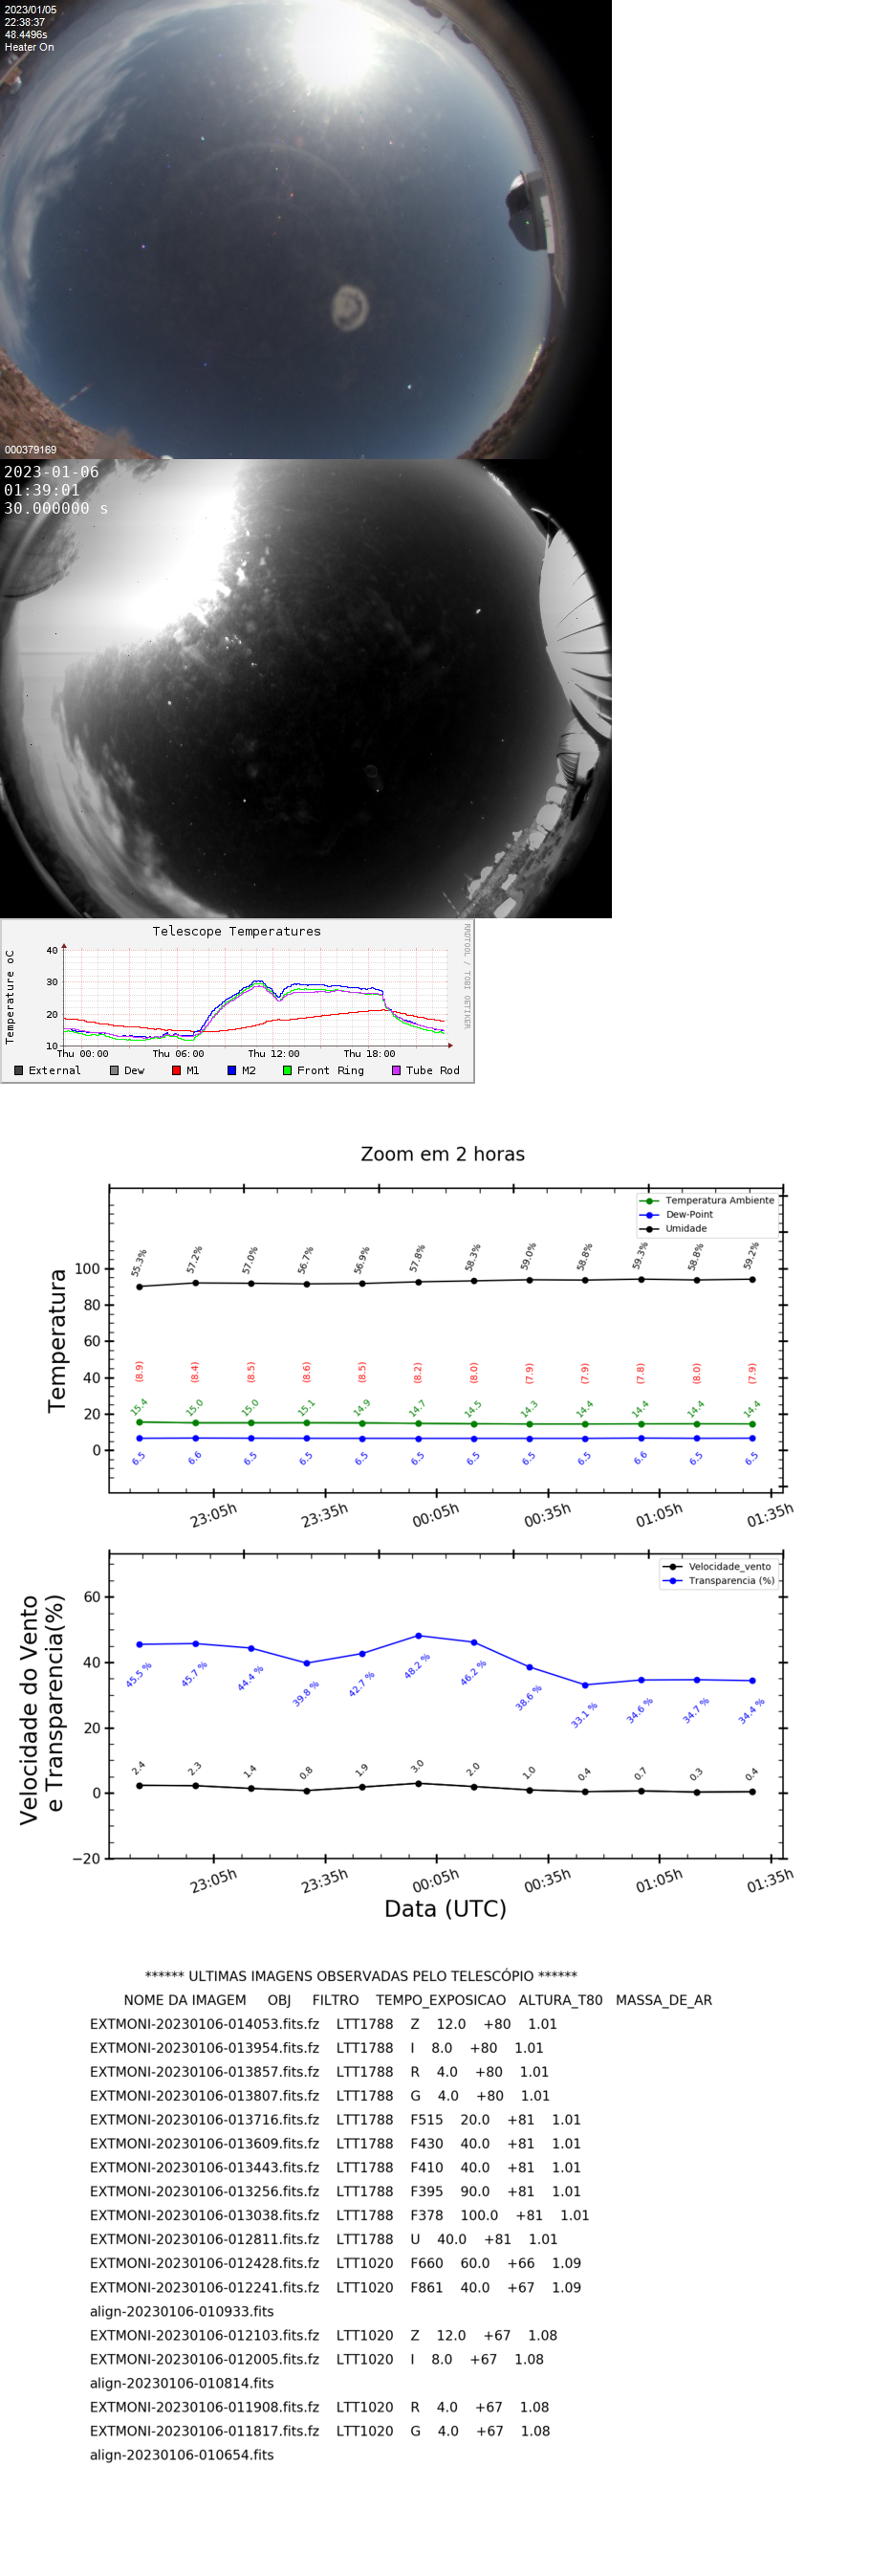 2023/01/05
22:38:37
48.4496s
Heater On
000379169
2023-01-06
01:39:01
30.000000 s
Telescope Temperatures
RRDTOOL / TOBI OETIKER
Temperature oC
40
30
20
10
Thu 00:00 Thu 06:00 Thu 12:00 Thu 18:00
External Dew M1 M2 Front Ring Tube Rod
Zoom em 2 horas
Temperatura Ambiente
Dew-Point
Umidade
Temperatura
100
80
60
40
20
0
55.3% 57.2% 57.0% 56.7% 56.9% 57.8% 58.3% 59.0% 58.8% 59.3% 58.8% 59.2%
(8.9) (8.4) (8.5) (8.6) (8.5) (8.2) (8.0) (7.9) (7.9) (7.8) (8.0) (7.9)
15.4 15.0 15.0 15.1 14.9 14.7 14.5 14.3 14.4 14.4 14.4 14.4
6.5 6.6 6.5 6.5 6.5 6.5 6.5 6.5 6.5 6.6 6.5 6.5
23:05h 23:35h 00:05h 00:35h 01:05h 01:35h
Velocidade_vento
Transparencia (%)
Velocidade do Vento
e Transparencia(%)
60
40
20
0
−20
45.5 % 45.7 % 44.4 % 39.8 % 42.7 % 48.2 % 46.2 % 38.6 % 33.1 % 34.6 % 34.7 % 34.4 %
2.4 2.3 1.4 0.8 1.9 3.0 2.0 1.0 0.4 0.7 0.3 0.4
23:05h 23:35h 00:05h 00:35h 01:05h 01:35h
Data (UTC)
****** ULTIMAS IMAGENS OBSERVADAS PELO TELESCÓPIO ******
NOME DA IMAGEM OBJ FILTRO TEMPO_EXPOSICAO ALTURA_T80 MASSA_DE_AR
EXTMONI-20230106-014053.fits.fz LTT1788 Z 12.0 +80 1.01
EXTMONI-20230106-013954.fits.fz LTT1788 I 8.0 +80 1.01
EXTMONI-20230106-013857.fits.fz LTT1788 R 4.0 +80 1.01
EXTMONI-20230106-013807.fits.fz LTT1788 G 4.0 +80 1.01
EXTMONI-20230106-013716.fits.fz LTT1788 F515 20.0 +81 1.01
EXTMONI-20230106-013609.fits.fz LTT1788 F430 40.0 +81 1.01
EXTMONI-20230106-013443.fits.fz LTT1788 F410 40.0 +81 1.01
EXTMONI-20230106-013256.fits.fz LTT1788 F395 90.0 +81 1.01
EXTMONI-20230106-013038.fits.fz LTT1788 F378 100.0 +81 1.01
EXTMONI-20230106-012811.fits.fz LTT1788 U 40.0 +81 1.01
EXTMONI-20230106-012428.fits.fz LTT1020 F660 60.0 +66 1.09
EXTMONI-20230106-012241.fits.fz LTT1020 F861 40.0 +67 1.09
align-20230106-010933.fits
EXTMONI-20230106-012103.fits.fz LTT1020 Z 12.0 +67 1.08
EXTMONI-20230106-012005.fits.fz LTT1020 I 8.0 +67 1.08
align-20230106-010814.fits
EXTMONI-20230106-011908.fits.fz LTT1020 R 4.0 +67 1.08
EXTMONI-20230106-011817.fits.fz LTT1020 G 4.0 +67 1.08
align-20230106-010654.fits